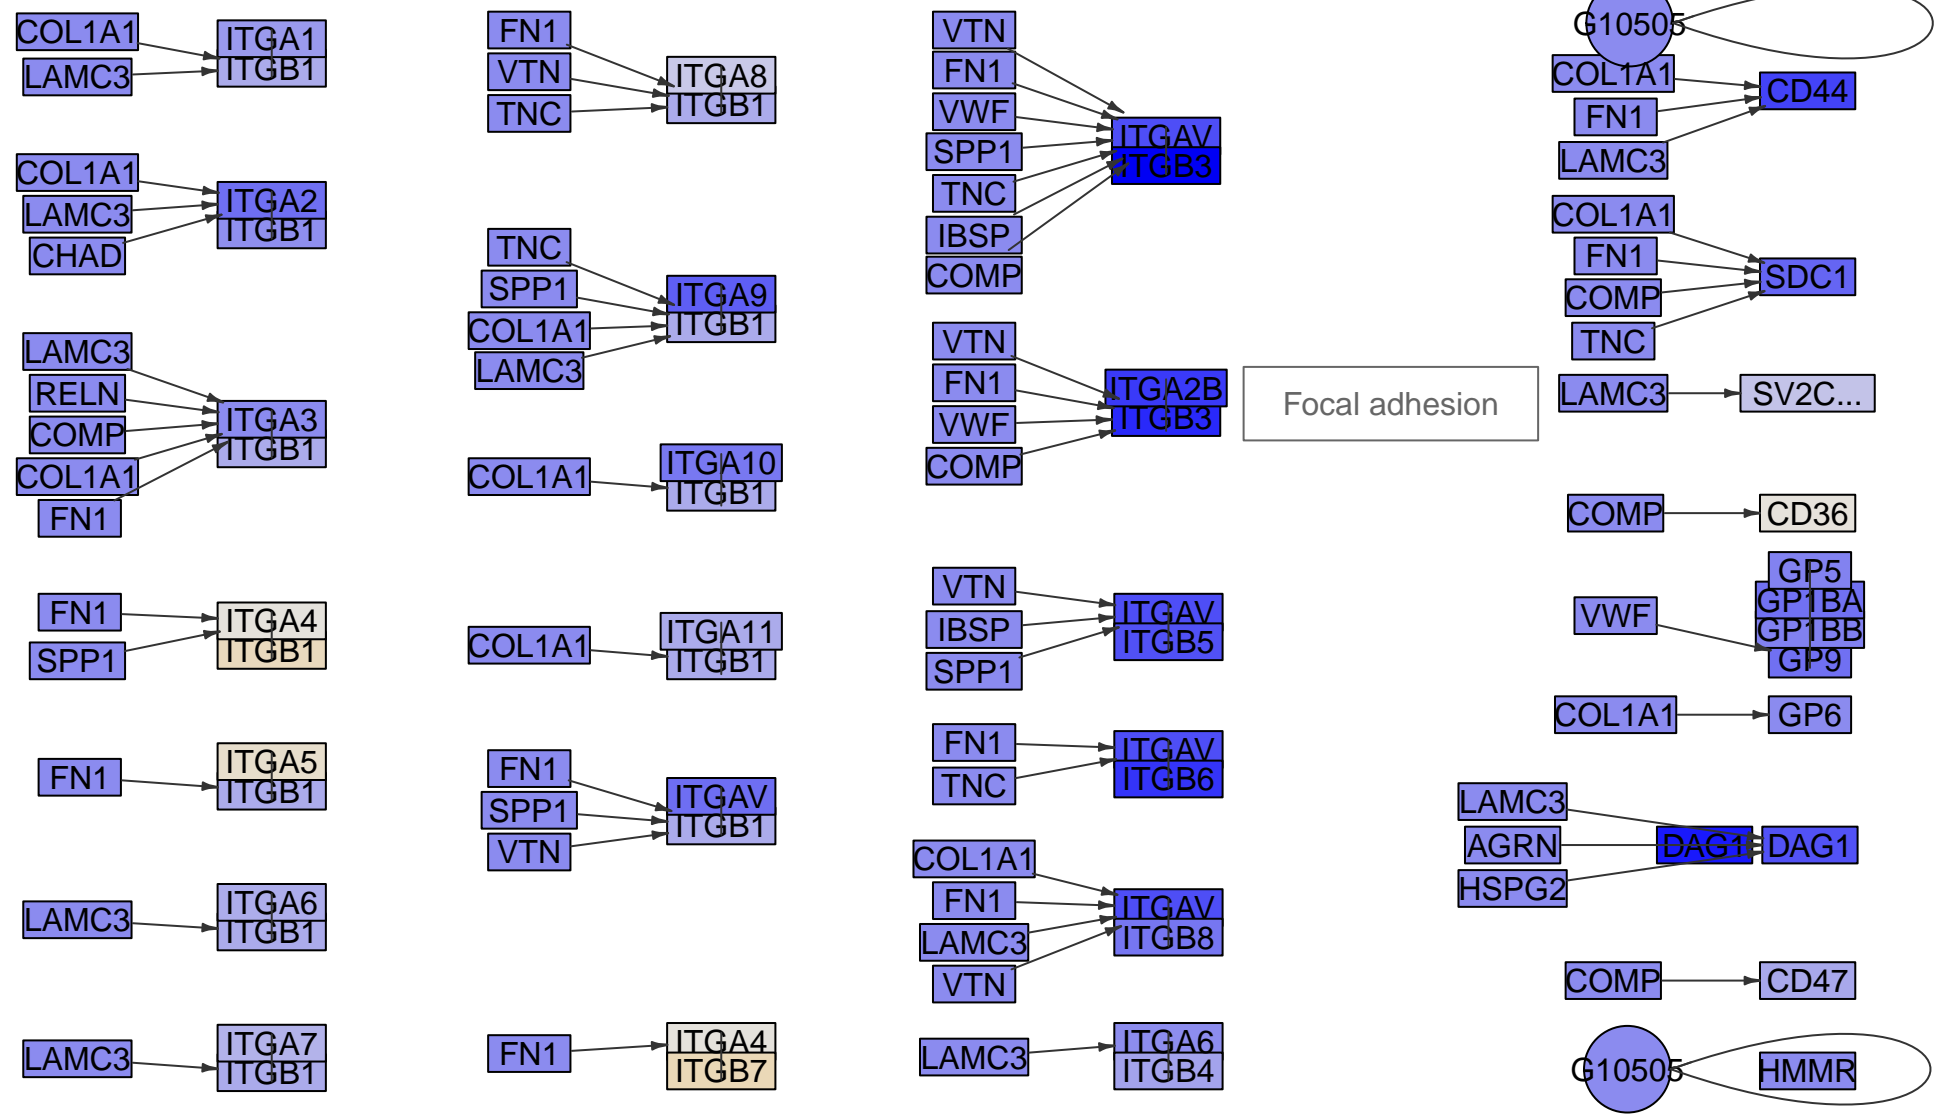 COL1A1
LAMC3
ITGA1
ITGB1
COL1A1
LAMC3
CHAD
ITGA2
ITGB1
LAMC3
RELN
COMP
COL1A1
FN1
ITGA3
ITGB1
FN1
SPP1
ITGA4
ITGB1
FN1
ITGA5
ITGB1
LAMC3
ITGA6
ITGB1
LAMC3
ITGA7
ITGB1
FN1
VTN
TNC
ITGA8
ITGB1
TNC
SPP1
COL1A1
LAMC3
ITGA9
ITGB1
COL1A1
ITGA10
ITGB1
COL1A1
ITGA11
ITGB1
FN1
SPP1
VTN
ITGAV
ITGB1
FN1
ITGA4
ITGB7
VTN
FN1
VWF
SPP1
TNC
IBSP
COMP
ITGAV
ITGB3
VTN
FN1
VWF
COMP
ITGA2B
ITGB3
Focal adhesion
VTN
IBSP
SPP1
ITGAV
ITGB5
FN1
TNC
ITGAV
ITGB6
COL1A1
FN1
LAMC3
VTN
ITGAV
ITGB8
LAMC3
ITGA6
ITGB4
G10505
COL1A1
FN1
LAMC3
CD44
COL1A1
FN1
COMP
TNC
SDC1
LAMC3
SV2C...
COMP
CD36
VWF
GP5
GP1BA
GP1BB
GP9
COL1A1
GP6
LAMC3
AGRN
HSPG2
DAG1
DAG1
COMP
CD47
G10505
HMMR